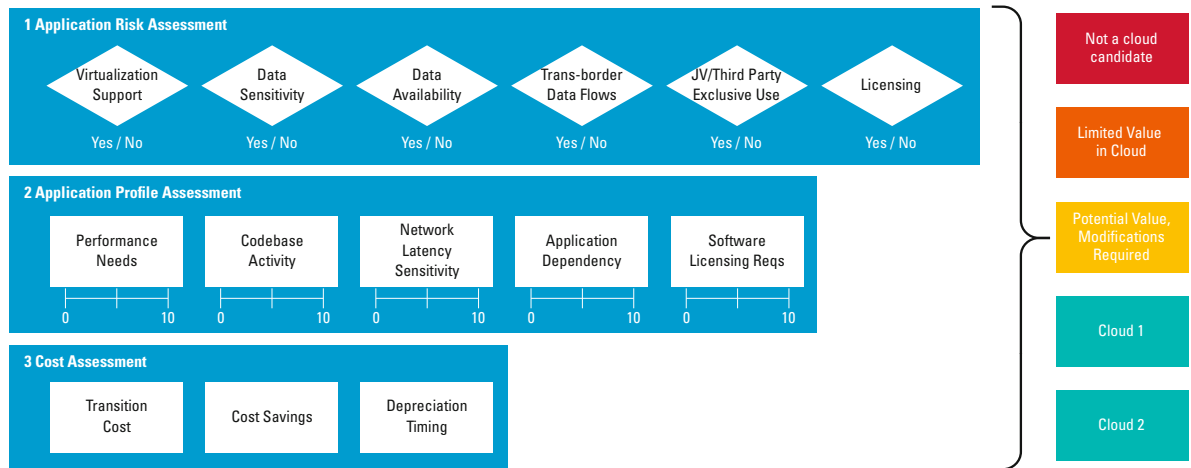 1 Application Risk Assessment
Virtualization
Support
Data
Sensitivity
Data
Availability
Trans-border
Data Flows
JV/Third Party
Exclusive Use
Licensing
Yes / No
Yes / No
Yes / No
Yes / No
Yes / No
Yes / No
2 Application Profile Assessment
Performance
Needs
Codebase
Activity
Network
Latency
Sensitivity
Application
Dependency
Software
Licensing Reqs
0
10
0
10
0
10
0
10
0
10
3 Cost Assessment
Transition
Cost
Cost Savings
Depreciation
Timing
Not a cloud
candidate
Limited Value
in Cloud
Potential Value,
Modifications
Required
Cloud 1
Cloud 2